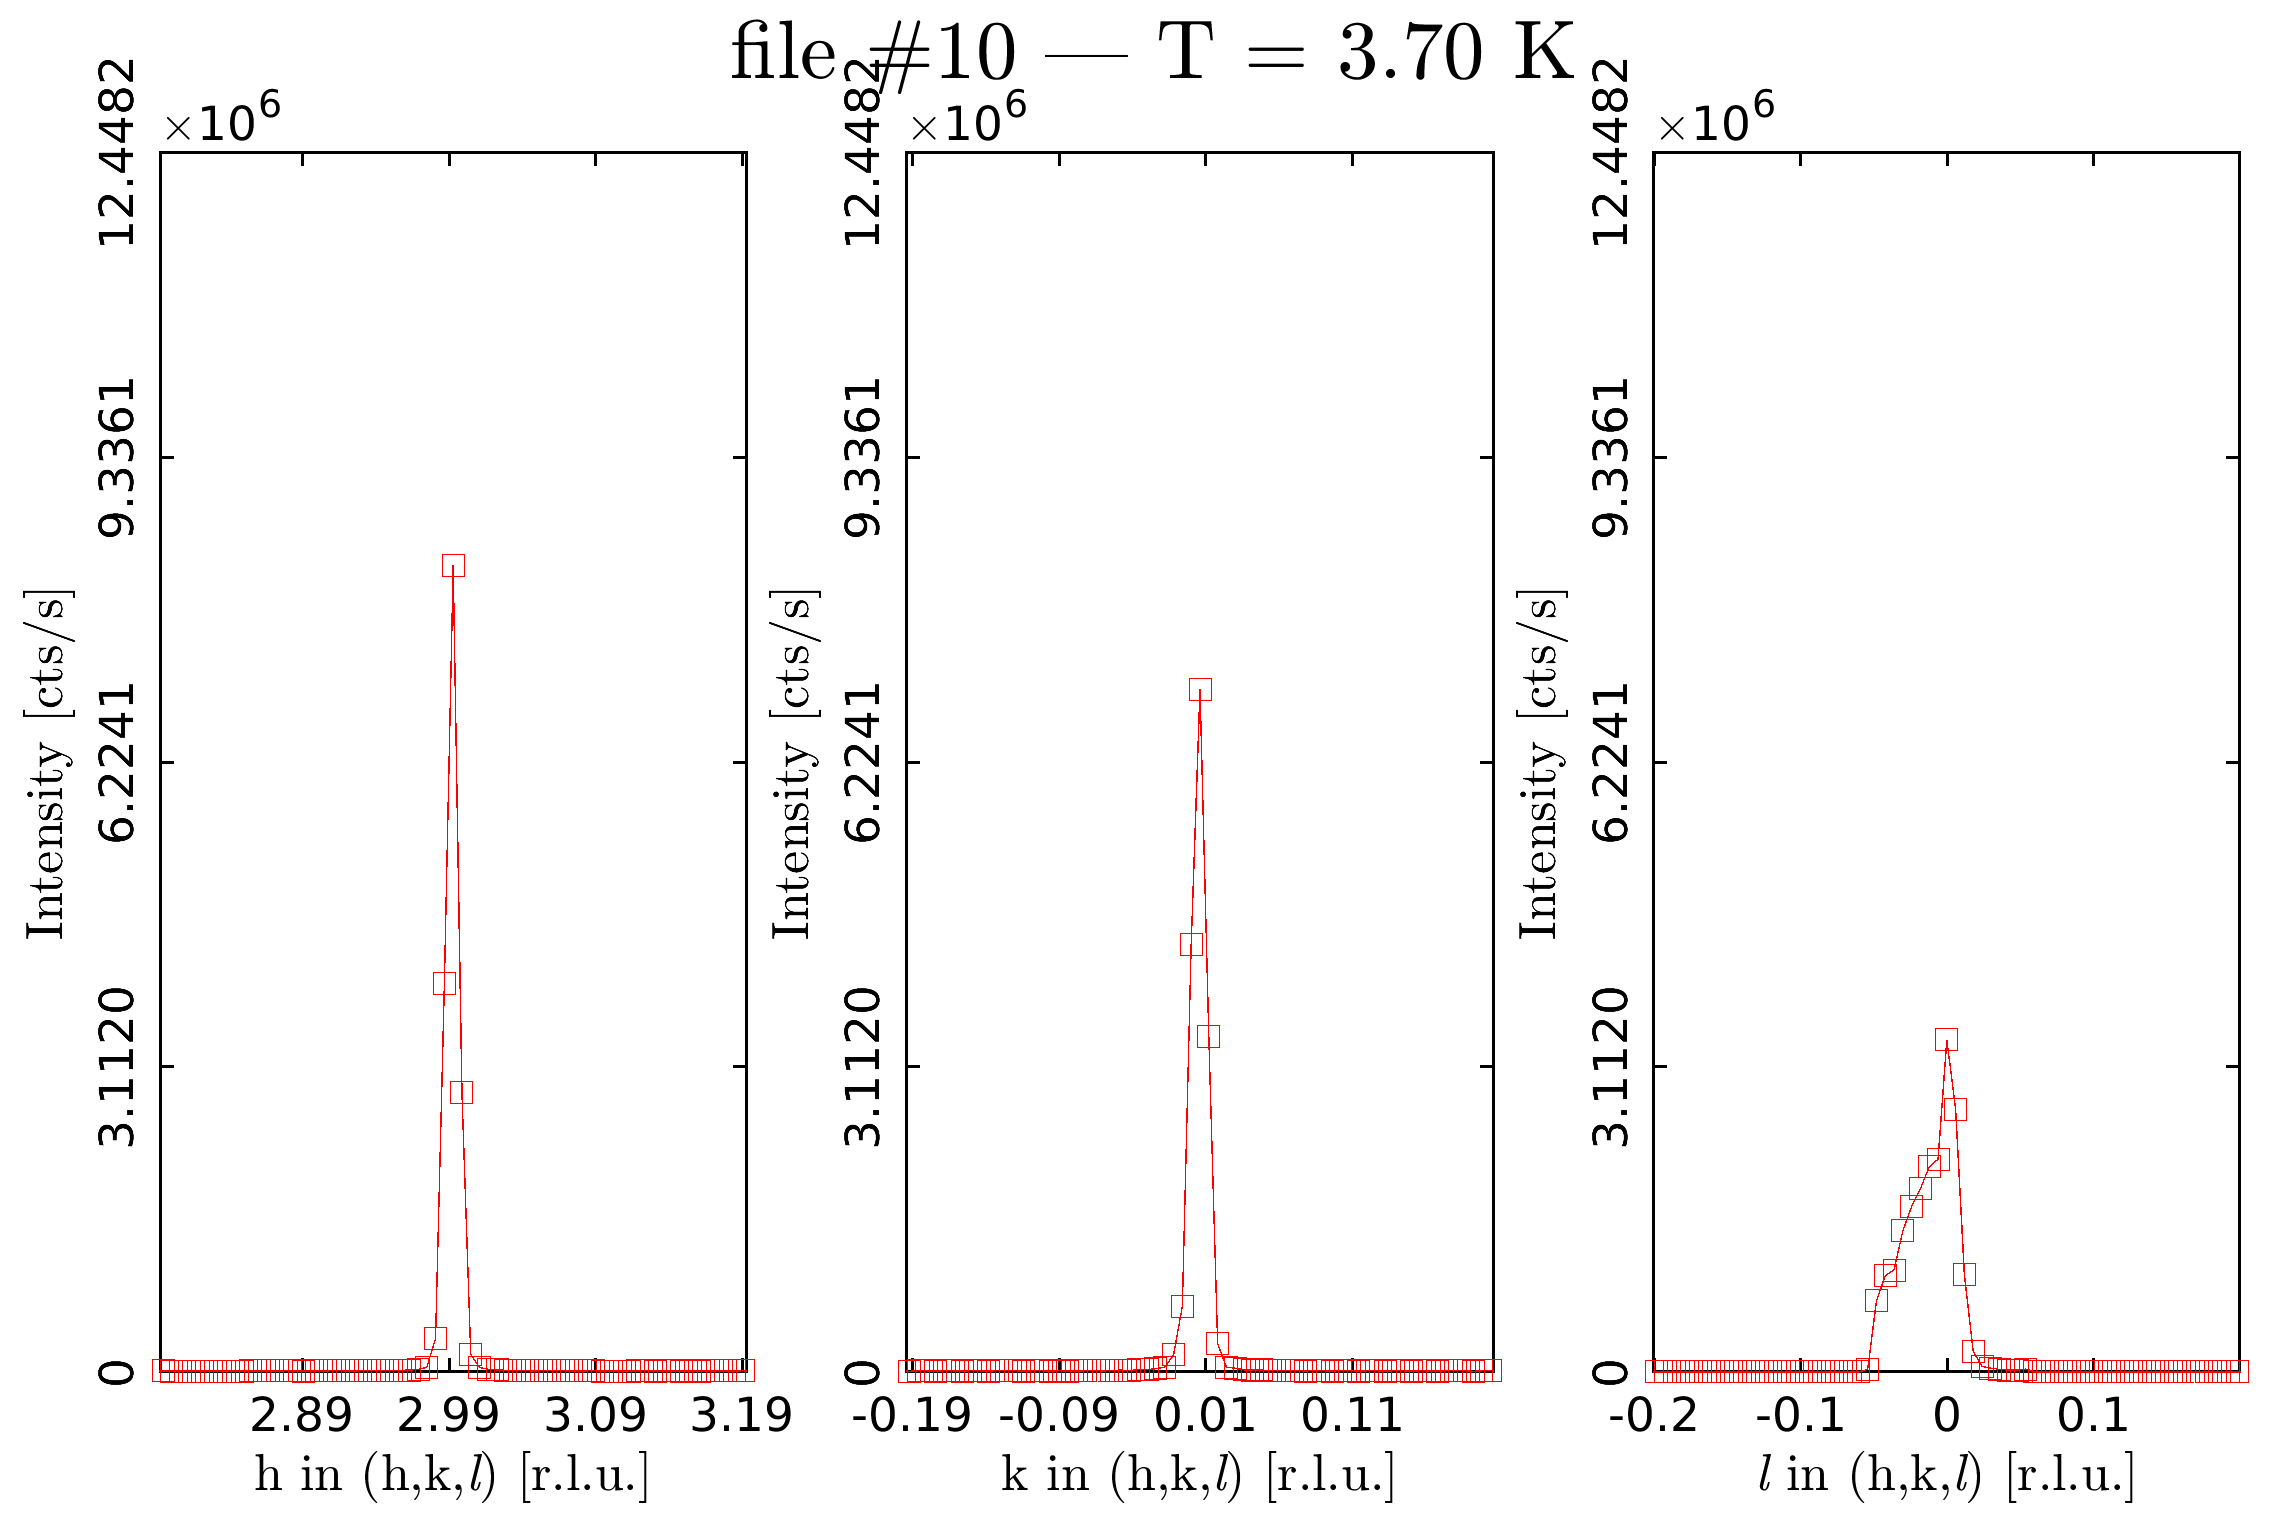 file #10 — T = 3.70 K
×10^6
12.4482
9.3361
6.2241
3.1120
0
Intensity [cts/s]
2.89 2.99 3.09 3.19
h in (h,k,l) [r.l.u.]
×10^6
12.4482
9.3361
6.2241
3.1120
0
Intensity [cts/s]
-0.19 -0.09 0.01 0.11
k in (h,k,l) [r.l.u.]
×10^6
12.4482
9.3361
6.2241
3.1120
0
Intensity [cts/s]
-0.2 -0.1 0 0.1
l in (h,k,l) [r.l.u.]